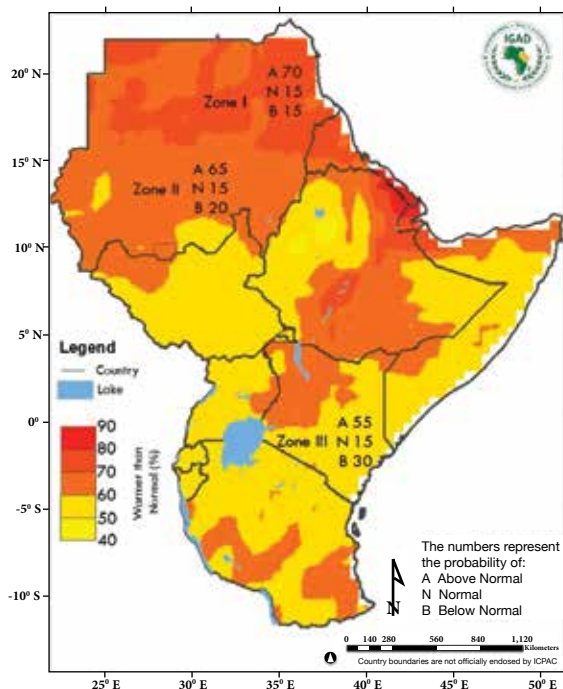 IGAD
20° N
15° N
10° N
5° N
0°
-5° S
-10° S
A 70
Zone I N 15
B 15
A 65
Zone II N 15
B 20
A 55
Zone III N 15
B 30
Legend
Country
Lake
90
80
70
60
50
40
Warmer than
Normal (%)
The numbers represent
the probability of:
A Above Normal
N Normal
B Below Normal
N
0 140 280 560 840 1,120
Kilometers
Country boundaries are not officially endorsed by ICPAC
25° E 30° E 35° E 40° E 45° E 50° E